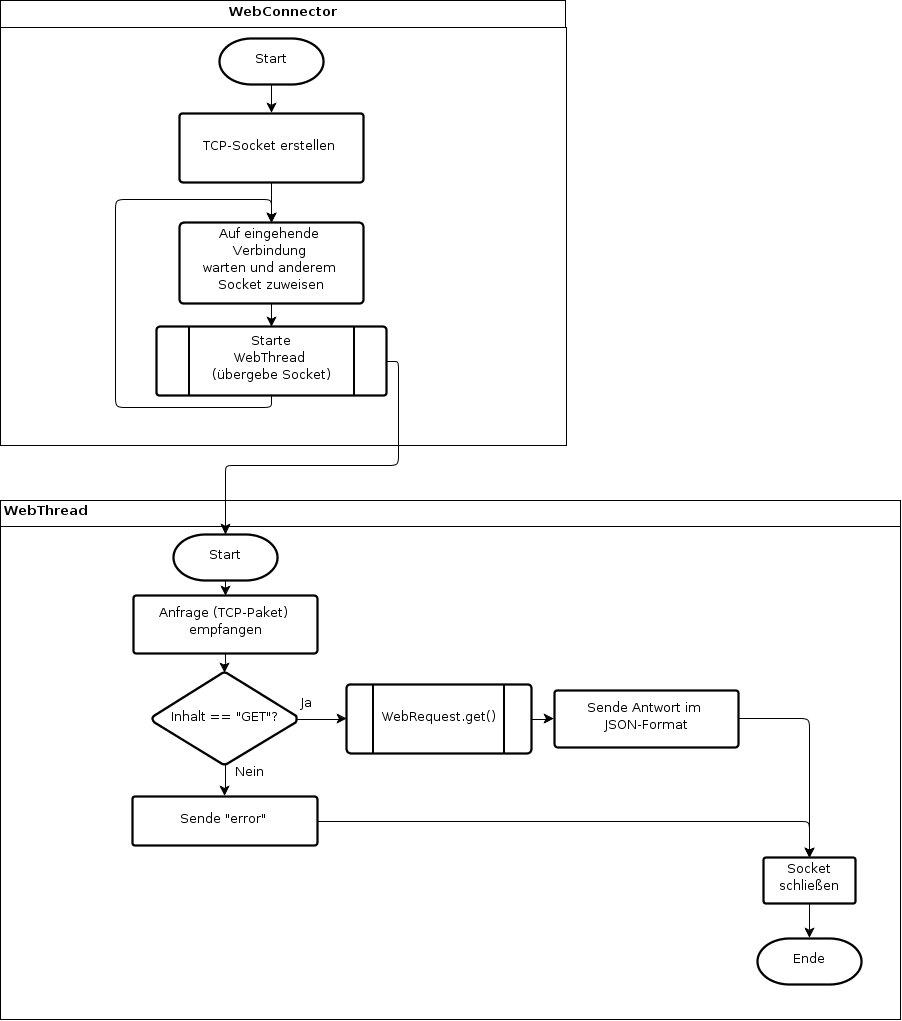 WebConnector
Start
TCP-Socket erstellen
Auf eingehende
Verbindung
warten und anderem
Socket zuweisen
Starte
WebThread
(übergebe Socket)
WebThread
Start
Anfrage (TCP-Paket)
empfangen
Inhalt == "GET"?
Ja
WebRequest.get()
Sende Antwort im
JSON-Format
Nein
Sende "error"
Socket
schließen
Ende